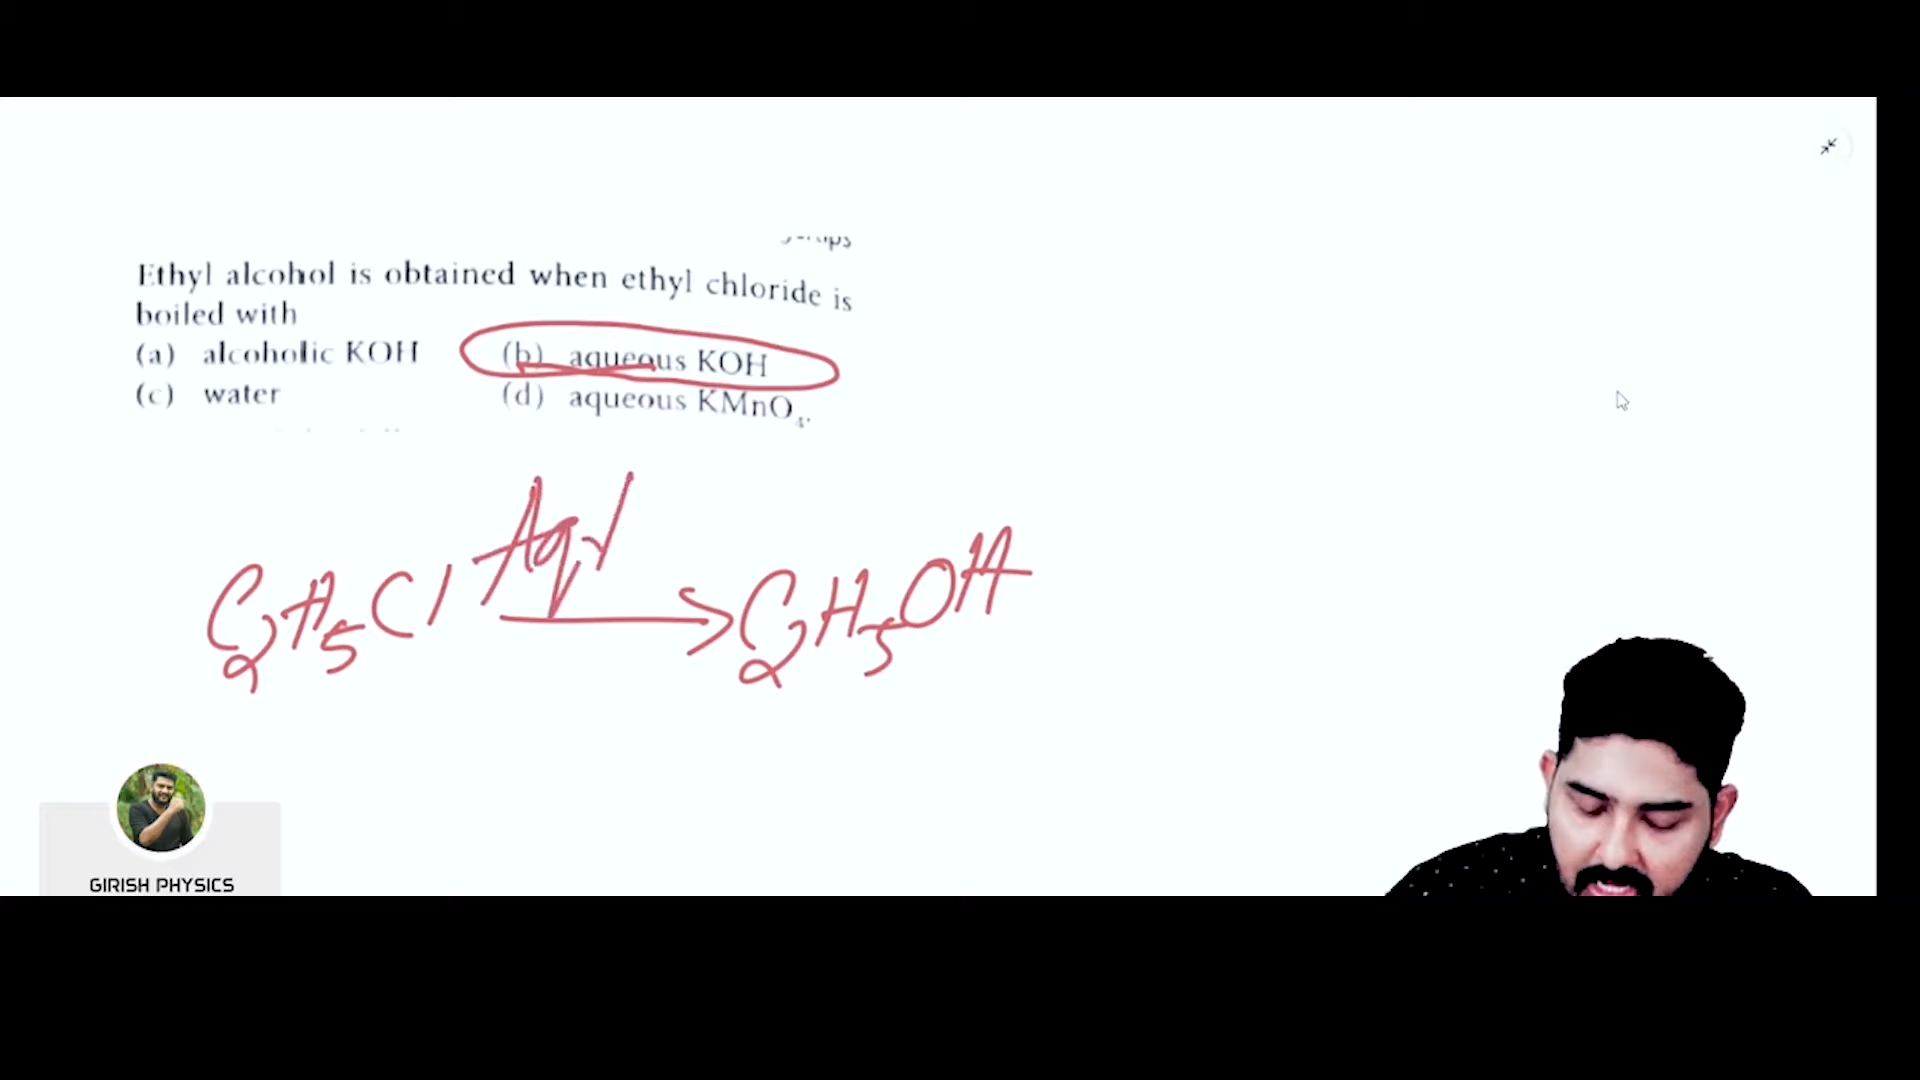 Ethyl alcohol is obtained when ethyl chloride is
boiled with
(a) alcoholic KOH (b) aqueous KOH
(c) water (d) aqueous KMnO₄.
Aq
C₂H₅Cl → C₂H₅OH
GIRISH PHYSICS